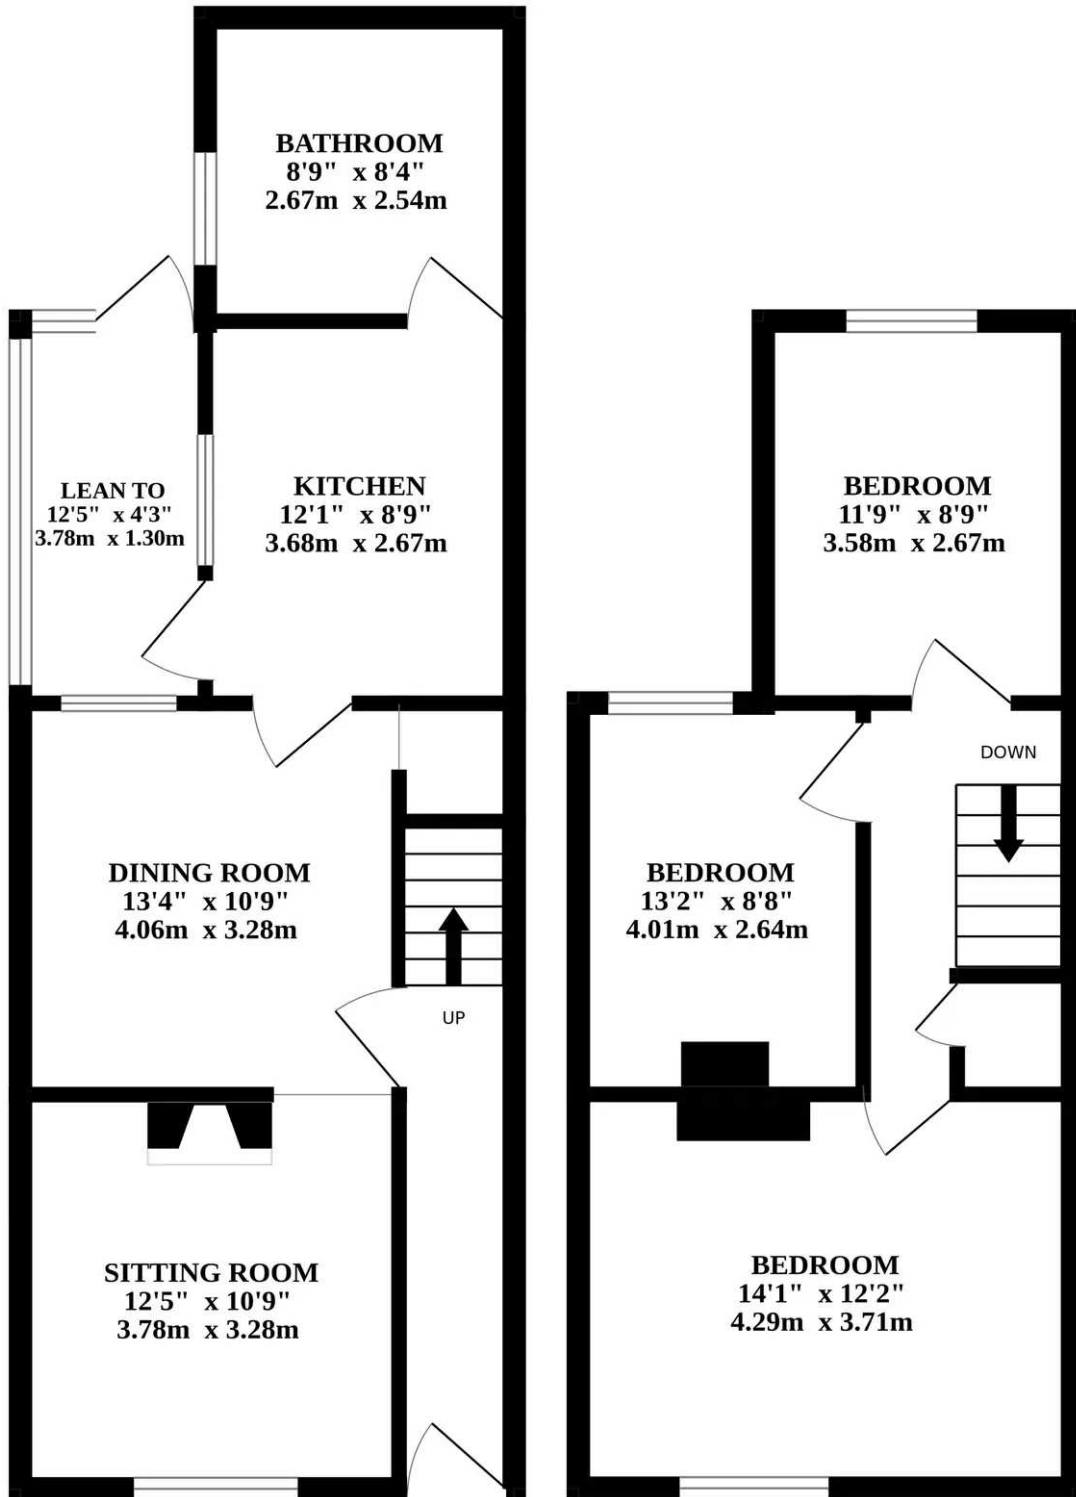 BATHROOM
8'9" x 8'4"
2.67m x 2.54m
LEAN TO
12'5" x 4'3"
3.78m x 1.30m
KITCHEN
12'1" x 8'9"
3.68m x 2.67m
DINING ROOM
13'4" x 10'9"
4.06m x 3.28m
UP
SITTING ROOM
12'5" x 10'9"
3.78m x 3.28m
BEDROOM
11'9" x 8'9"
3.58m x 2.67m
DOWN
BEDROOM
13'2" x 8'8"
4.01m x 2.64m
BEDROOM
14'1" x 12'2"
4.29m x 3.71m